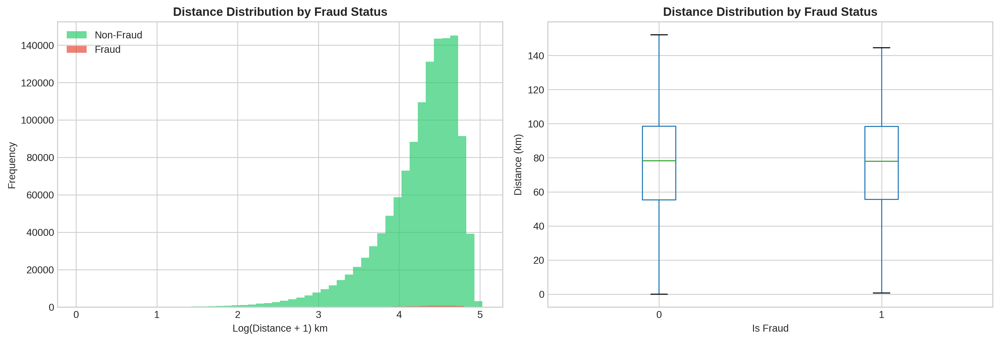 Distance Distribution by Fraud Status
Non-Fraud
Fraud
140000
120000
100000
80000
60000
40000
20000
0
Frequency
0 1 2 3 4 5
Log(Distance + 1) km
Distance Distribution by Fraud Status
140
120
100
80
60
40
20
0
Distance (km)
0 1
Is Fraud